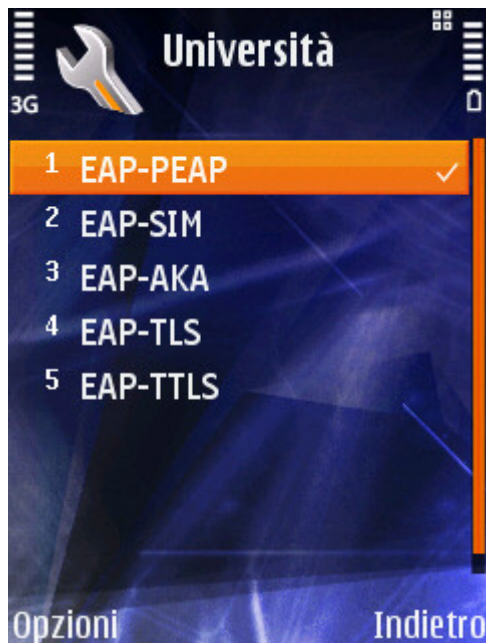 Università
3G
1 EAP-PEAP
2 EAP-SIM
3 EAP-AKA
4 EAP-TLS
5 EAP-TTLS
Opzioni Indietro